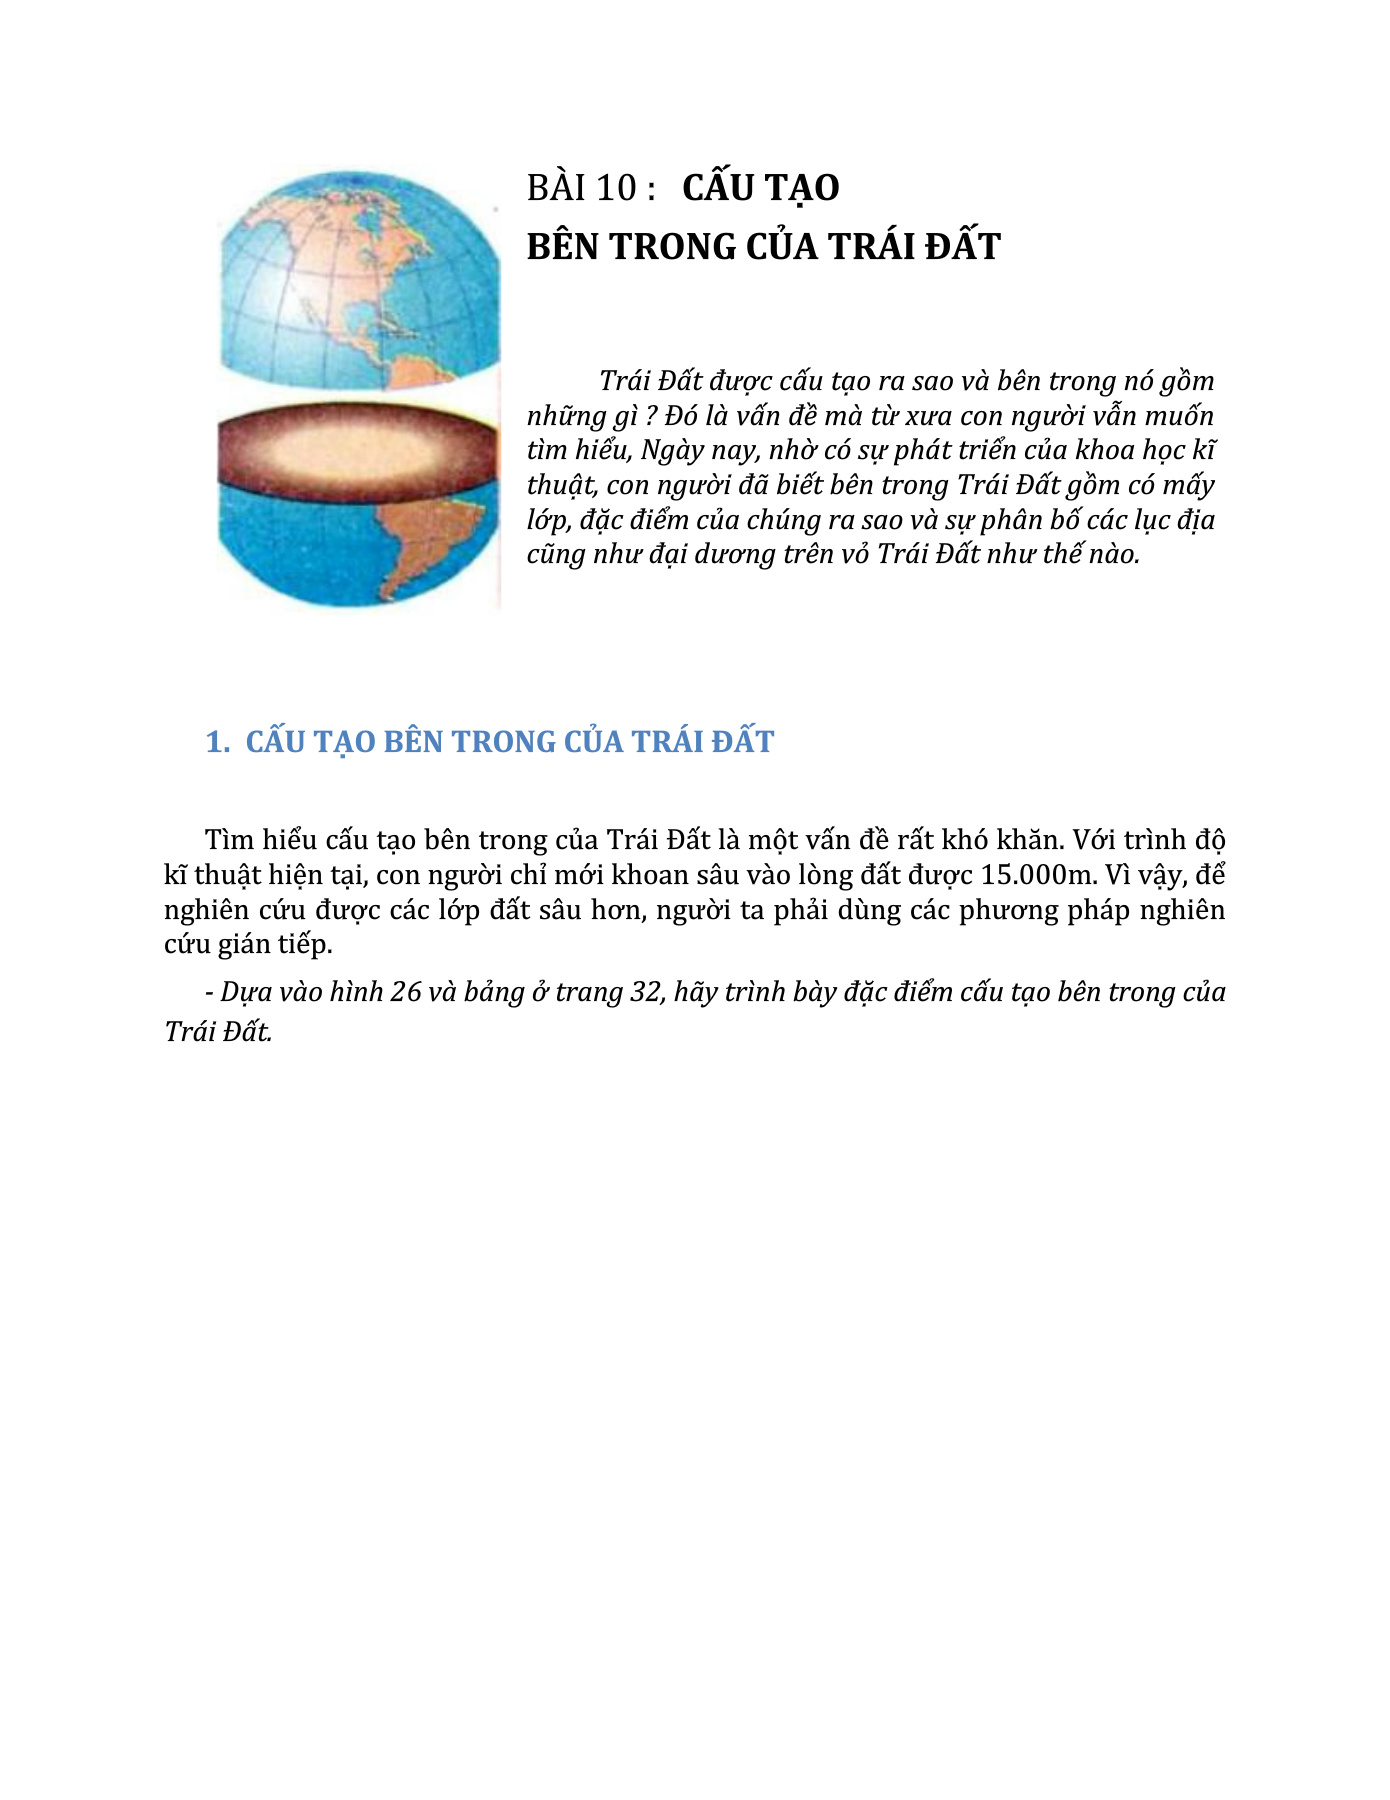 BÀI 10 : CẤU TẠO
BÊN TRONG CỦA TRÁI ĐẤT
Trái Đất được cấu tạo ra sao và bên trong nó gồm
những gì ? Đó là vấn đề mà từ xưa con người vẫn muốn
tìm hiểu, Ngày nay, nhờ có sự phát triển của khoa học kĩ
thuật, con người đã biết bên trong Trái Đất gồm có mấy
lớp, đặc điểm của chúng ra sao và sự phân bố các lục địa
cũng như đại dương trên vỏ Trái Đất như thế nào.
1. CẤU TẠO BÊN TRONG CỦA TRÁI ĐẤT
Tìm hiểu cấu tạo bên trong của Trái Đất là một vấn đề rất khó khăn. Với trình độ
kĩ thuật hiện tại, con người chỉ mới khoan sâu vào lòng đất được 15.000m. Vì vậy, để
nghiên cứu được các lớp đất sâu hơn, người ta phải dùng các phương pháp nghiên
cứu gián tiếp.
- Dựa vào hình 26 và bảng ở trang 32, hãy trình bày đặc điểm cấu tạo bên trong của
Trái Đất.